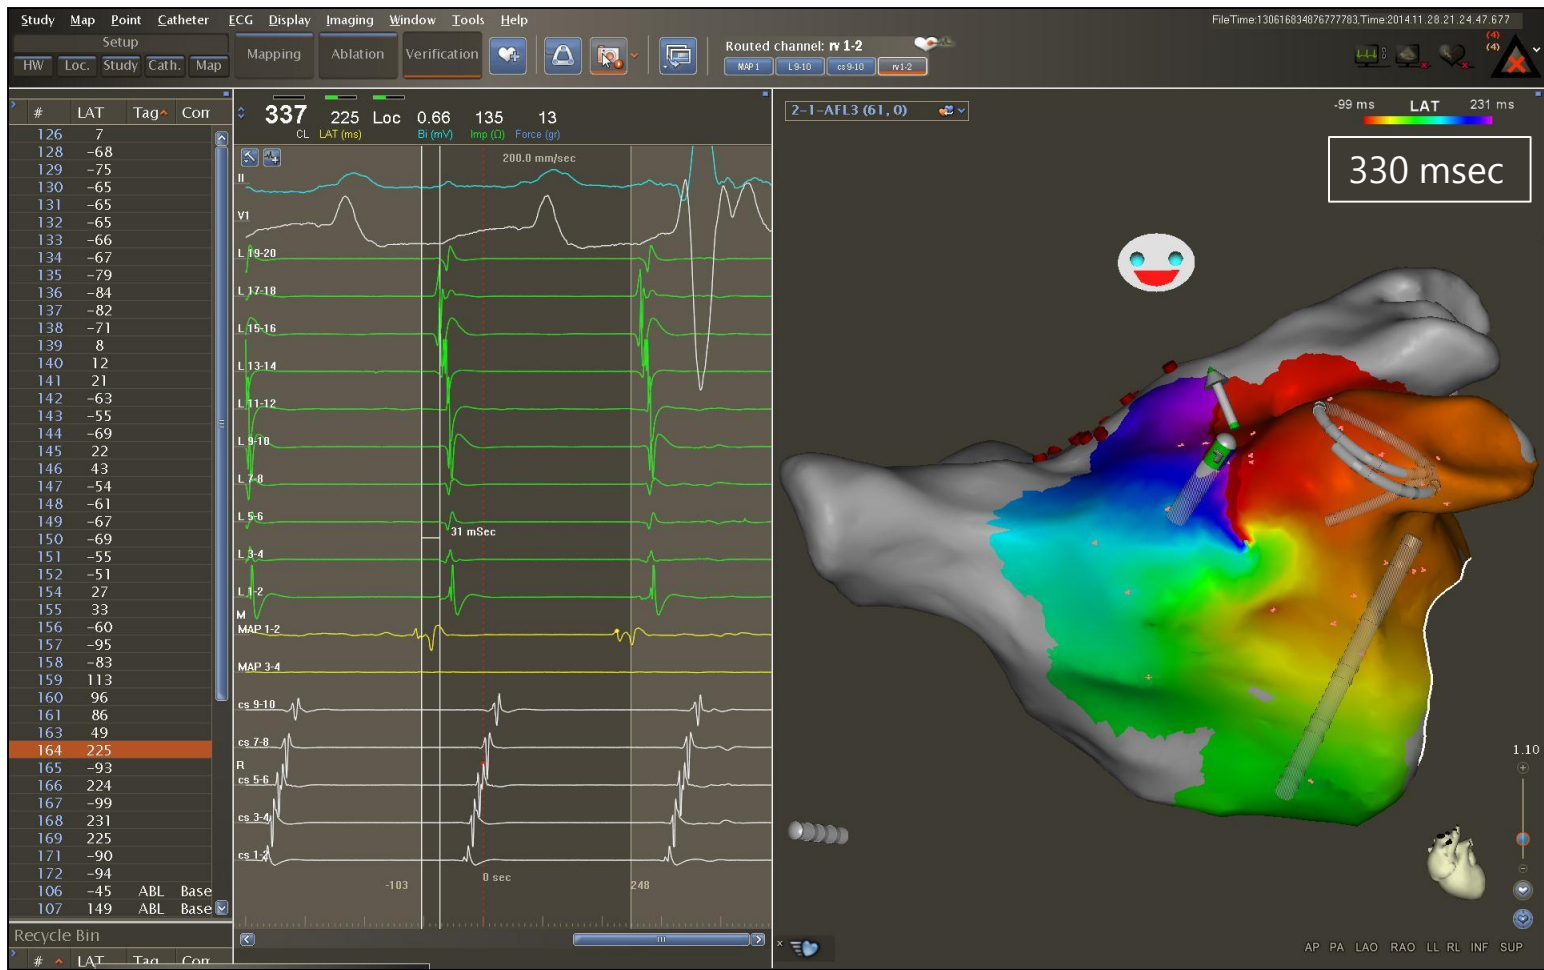 Study Map Point Catheter ECG Display Imaging Window Tools Help
FileTime:130616834876777783,Time:2014.11.28.21.24.47.677
Setup
HW Loc. Study Cath. Map
Mapping Ablation Verification
Routed channel: rv 1-2
MAP 1 L 9-10 cs 9-10 rv1-2
(4)
(4)
# LAT Tag Com
126 7
128 -68
129 -75
130 -65
131 -65
132 -65
133 -66
134 -67
135 -79
136 -84
137 -82
138 -71
139 8
140 12
141 21
142 -63
143 -55
144 -69
145 22
146 43
147 -54
148 -61
149 -67
150 -69
151 -55
152 -51
154 27
155 33
156 -60
157 -95
158 -83
159 113
160 96
161 86
163 49
164 225
165 -93
166 224
167 -99
168 231
169 225
171 -90
172 -94
106 -45 ABL Base
107 149 ABL Base
Recycle Bin
# LAT Tag Com
337 225 Loc 0.66 135 13
CL LAT (ms) Bi (mV) Imp (Ω) Force (gr)
200.0 mm/sec
II
V1
L 19-20
L 17-18
L 15-16
L 13-14
L 11-12
L 9-10
L 7-8
L 5-6
31 mSec
L 3-4
L 1-2
M
MAP 1-2
MAP 3-4
cs 9-10
cs 7-8
R
cs 5-6
cs 3-4
cs 1-2
-103 0 sec 248
2-1-AFL3 (61, 0)
-99 ms LAT 231 ms
330 msec
1.10
AP PA LAO RAO LL RL INF SUP